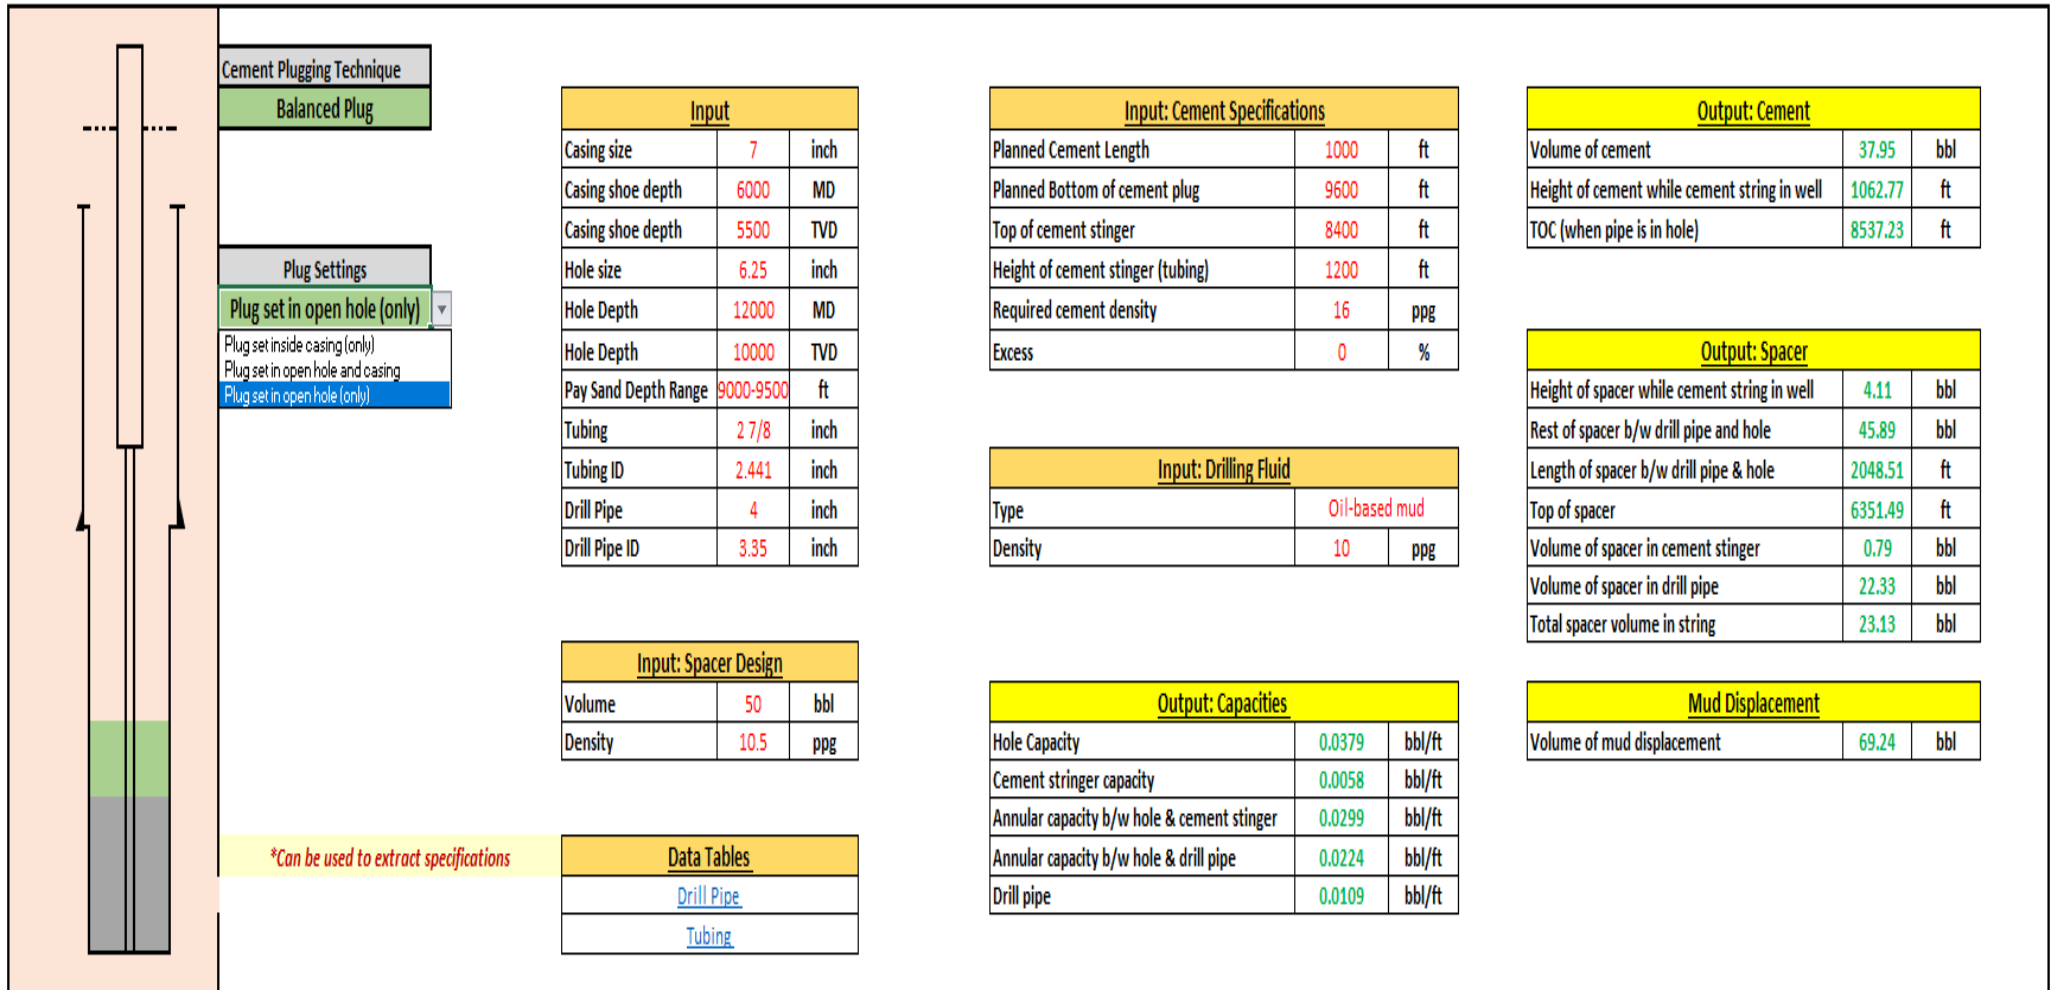 Cement Plugging Technique
Balanced Plug
Plug Settings
Plug set in open hole (only)
Plug set inside casing (only)
Plug set in open hole and casing
Plug set in open hole (only)
*Can be used to extract specifications
Input
Casing size 7 inch
Casing shoe depth 6000 MD
Casing shoe depth 5500 TVD
Hole size 6.25 inch
Hole Depth 12000 MD
Hole Depth 10000 TVD
Pay Sand Depth Range 9000-9500 ft
Tubing 2 7/8 inch
Tubing ID 2.441 inch
Drill Pipe 4 inch
Drill Pipe ID 3.35 inch
Input: Spacer Design
Volume 50 bbl
Density 10.5 ppg
Data Tables
Drill Pipe
Tubing
Input: Cement Specifications
Planned Cement Length 1000 ft
Planned Bottom of cement plug 9600 ft
Top of cement stinger 8400 ft
Height of cement stinger (tubing) 1200 ft
Required cement density 16 ppg
Excess 0 %
Input: Drilling Fluid
Type Oil-based mud
Density 10 ppg
Output: Capacities
Hole Capacity 0.0379 bbl/ft
Cement stringer capacity 0.0058 bbl/ft
Annular capacity b/w hole & cement stinger 0.0299 bbl/ft
Annular capacity b/w hole & drill pipe 0.0224 bbl/ft
Drill pipe 0.0109 bbl/ft
Output: Cement
Volume of cement 37.95 bbl
Height of cement while cement string in well 1062.77 ft
TOC (when pipe is in hole) 8537.23 ft
Output: Spacer
Height of spacer while cement string in well 4.11 bbl
Rest of spacer b/w drill pipe and hole 45.89 bbl
Length of spacer b/w drill pipe & hole 2048.51 ft
Top of spacer 6351.49 ft
Volume of spacer in cement stinger 0.79 bbl
Volume of spacer in drill pipe 22.33 bbl
Total spacer volume in string 23.13 bbl
Mud Displacement
Volume of mud displacement 69.24 bbl